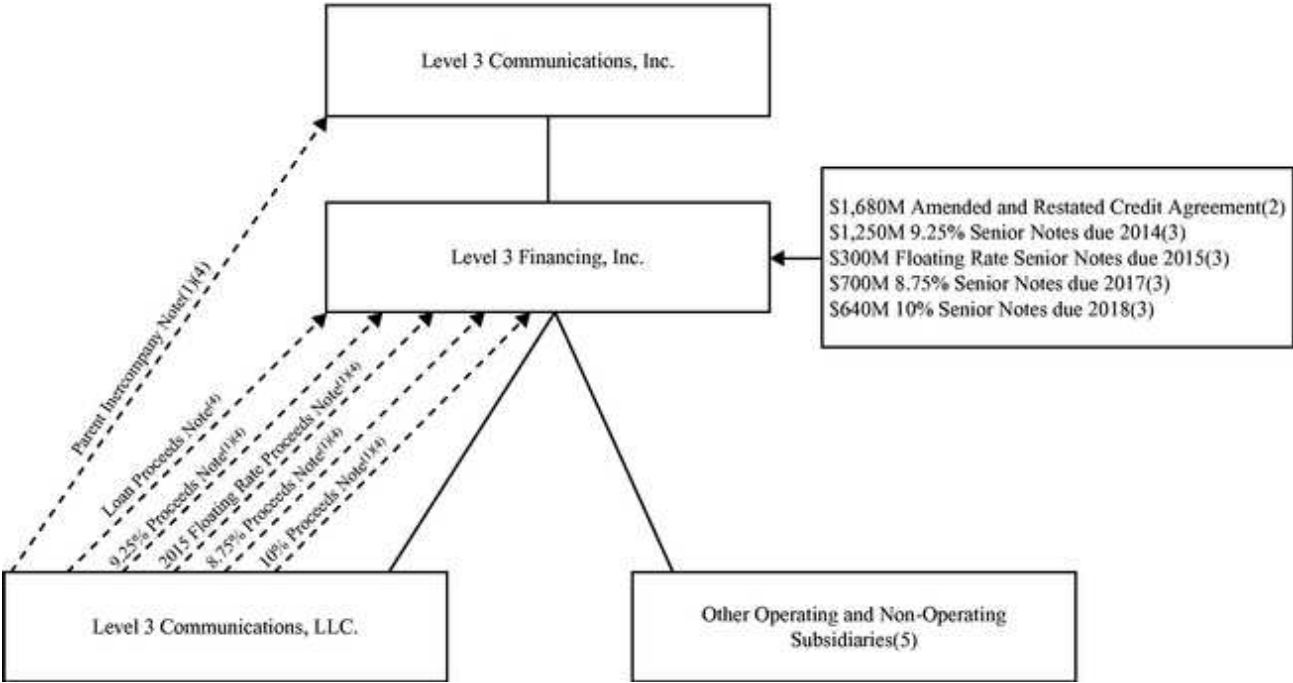 Level 3 Communications, Inc.
Level 3 Financing, Inc.
$1,680M Amended and Restated Credit Agreement(2)
$1,250M 9.25% Senior Notes due 2014(3)
$300M Floating Rate Senior Notes due 2015(3)
$700M 8.75% Senior Notes due 2017(3)
$640M 10% Senior Notes due 2018(3)
Parent Inercompany Note(1)(4)
Loan Proceeds Note(4)
9.25% Proceeds Note(1)(4)
2015 Floating Rate Proceeds Note(1)(4)
8.75% Proceeds Note(1)(4)
10% Proceeds Note(1)(4)
Level 3 Communications, LLC.
Other Operating and Non-Operating
Subsidiaries(5)